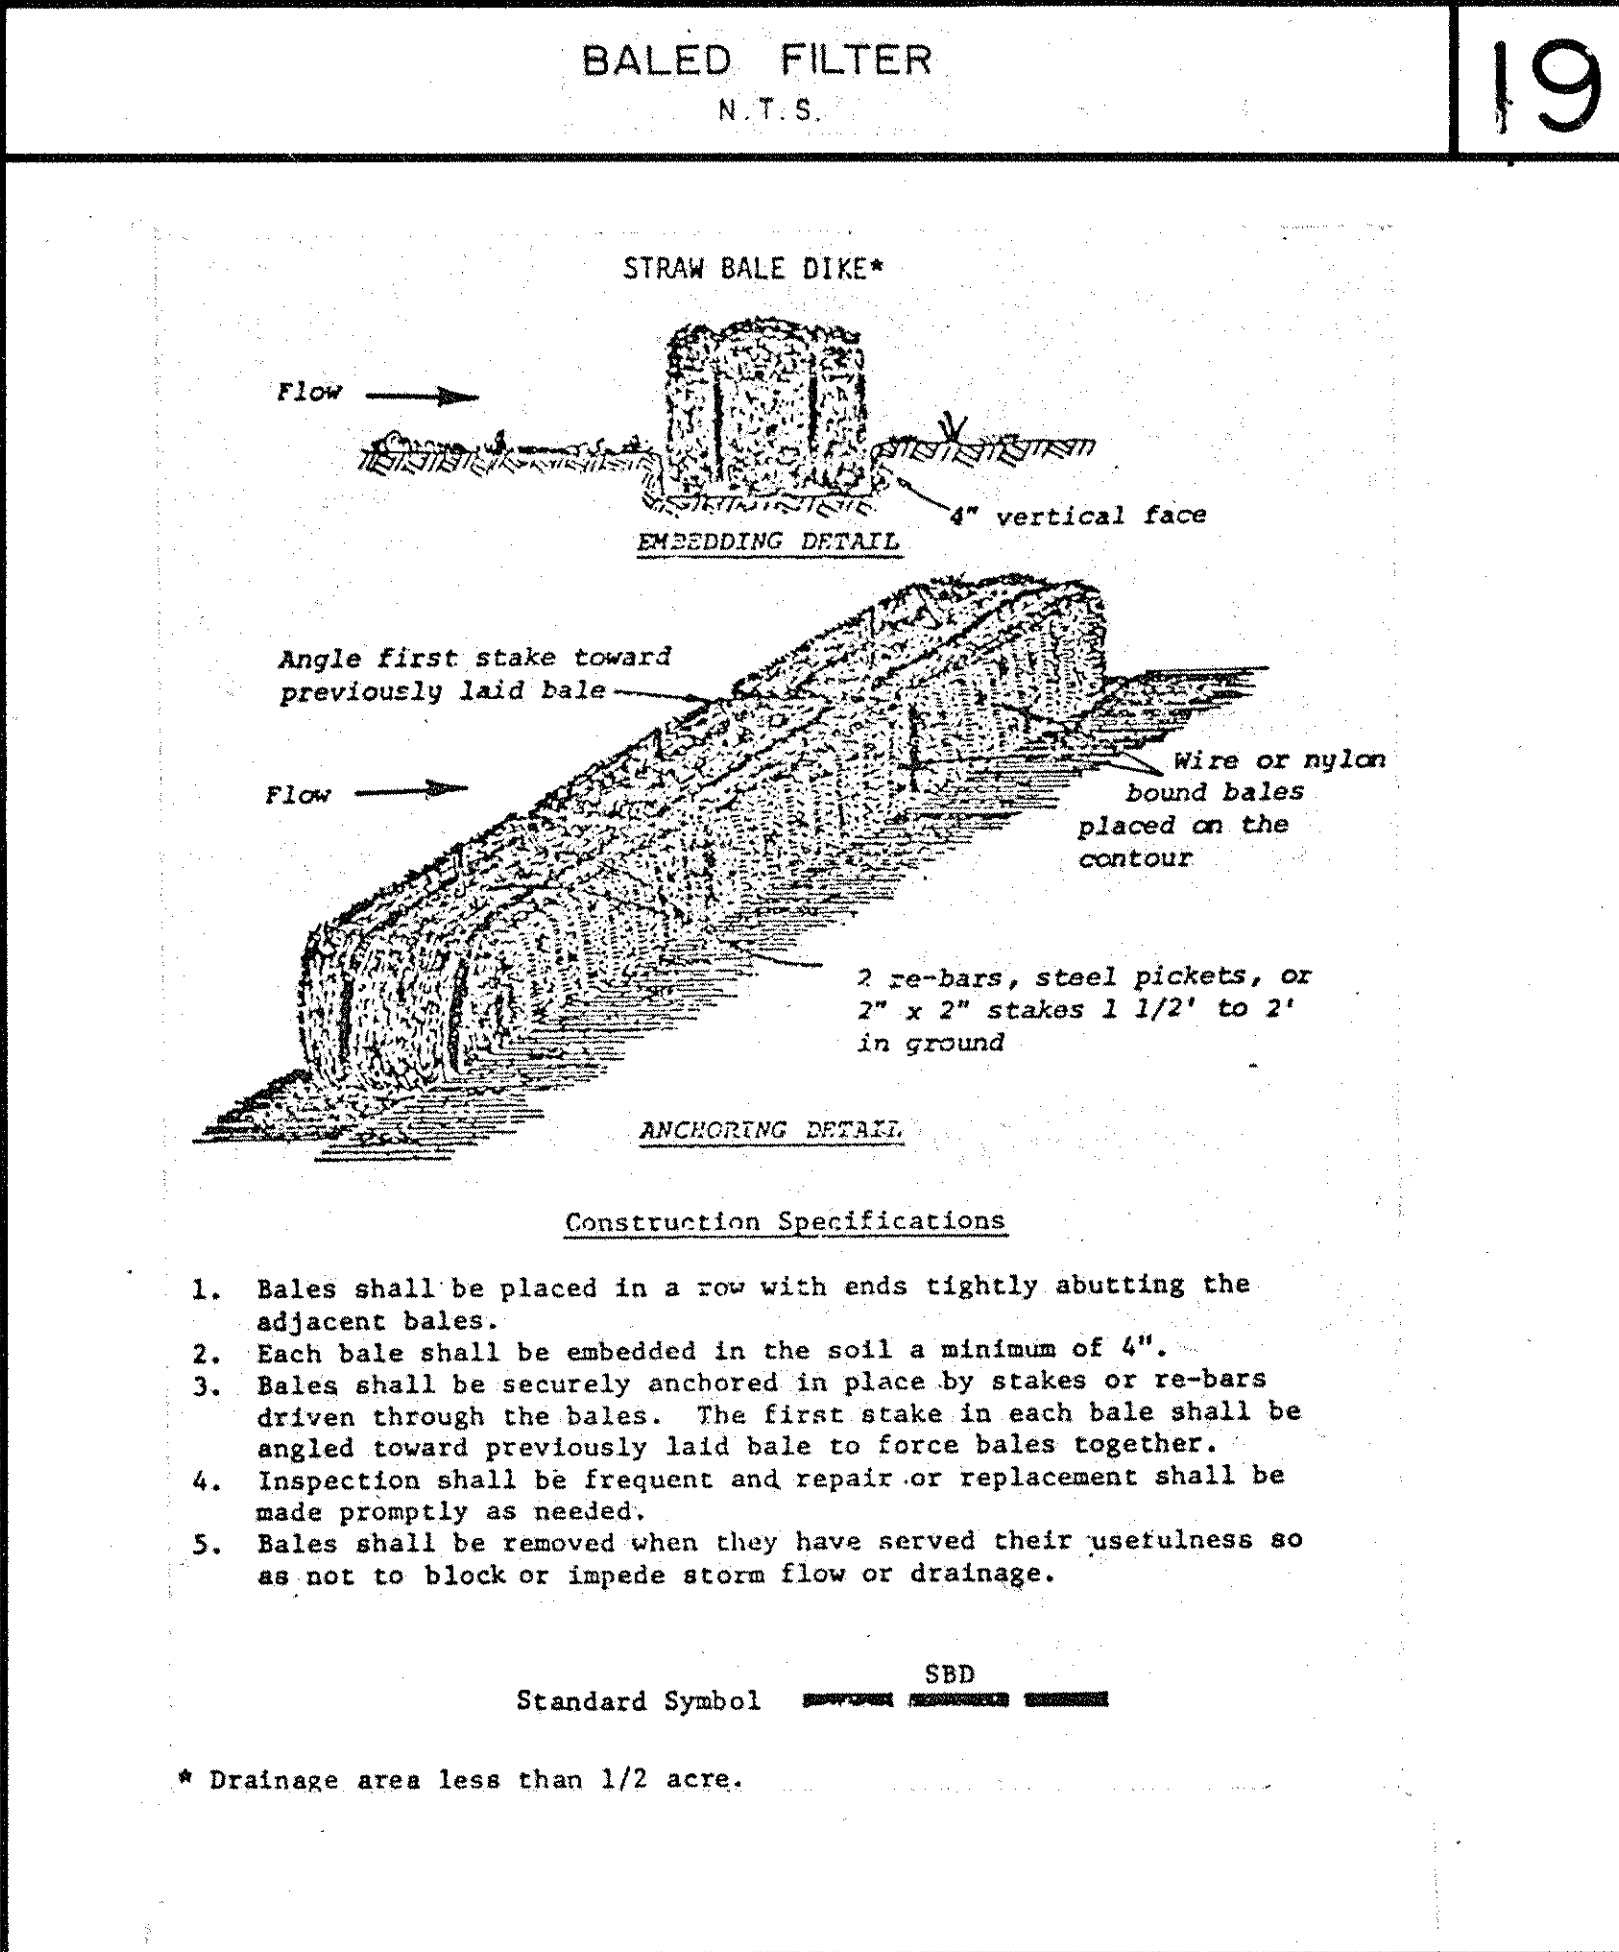 BALED FILTER
N.T.S.
19
STRAW BALE DIKE*
Flow
4" vertical face
EMBEDDING DETAIL
Angle first stake toward
previously laid bale
Flow
Wire or nylon
bound bales
placed on the
contour
2 re-bars, steel pickets, or
2" x 2" stakes 1 1/2' to 2'
in ground
ANCHORING DETAIL
Construction Specifications
1. Bales shall be placed in a row with ends tightly abutting the
adjacent bales.
2. Each bale shall be embedded in the soil a minimum of 4".
3. Bales shall be securely anchored in place by stakes or re-bars
driven through the bales. The first stake in each bale shall be
angled toward previously laid bale to force bales together.
4. Inspection shall be frequent and repair or replacement shall be
made promptly as needed.
5. Bales shall be removed when they have served their usefulness so
as not to block or impede storm flow or drainage.
SBD
Standard Symbol
* Drainage area less than 1/2 acre.